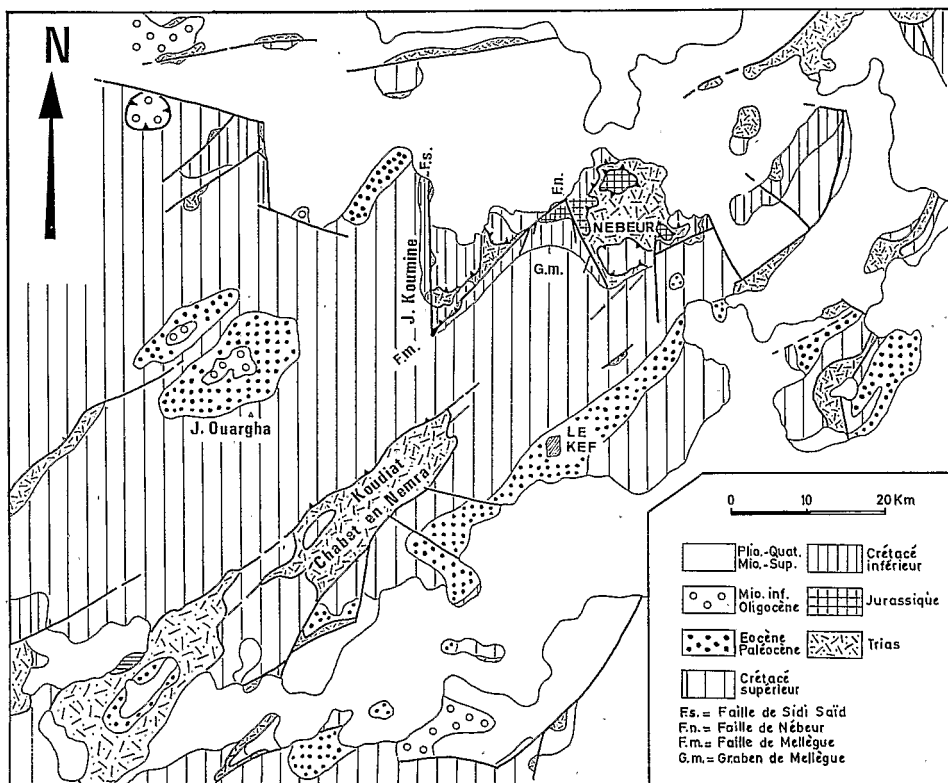 N
F.s.
F.n.
NEBEUR
J. Koumine
G.m.
F.m.
J. Ouargha
LE
KEF
Koudiat
Chabet en Nemra
0 10 20 Km
Plio.-Quat.
Mio.-Sup.
Crétacé
inférieur
Mio. inf.
Oligocène
Jurassique
Eocène
Paléocène
Trias
Crétacé
supérieur
F.s.= Faille de Sidi Saïd
F.n.= Faille de Nébeur
F.m.= Faille de Mellègue
G.m.= Graben de Mellègue